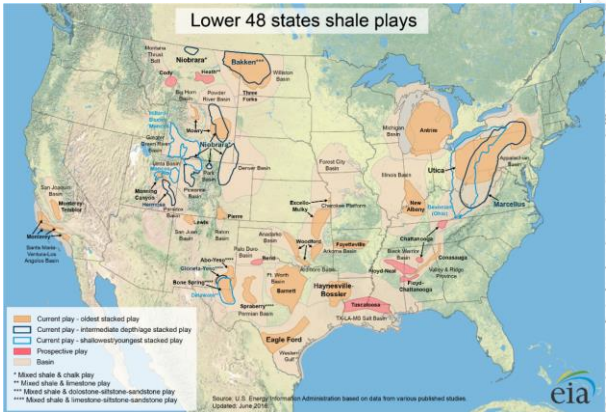 Lower 48 states shale plays
Montana
Thrust
Belt
Niobrara*
Bakken***
Cody
Heath**
Williston
Basin
Big Horn
Basin
Powder
River Basin
Three
Forks
Hilliard-
Baxter-
Mancos
Mowry
Greater
Green River
Basin
Niobrara*
Uinta Basin
Mancos
Park
Basin
Denver Basin
Manning
Canyon
Piceance
Basin
Hermosa
Paradox
Basin
San Joaquin
Basin
Monterey-
Temblor
Monterey
Santa Maria
Ventura-Los
Angeles Basin
Lewis
San Juan
Basin
Pierre
Raton
Basin
Palo Duro
Basin
Anadarko
Basin
Abo-Yeso****
Glorieta-Yeso****
Bone Spring****
Delaware****
Bend
Spraberry****
Permian Basin
Ft. Worth
Basin
Barnett
Eagle Ford
Western
Gulf
Forest City
Basin
Excello-
Mulky
Cherokee Platform
Woodford
Arkoma Basin
Ardmore Basin
Fayetteville
Haynesville-
Bossier
Tuscaloosa
TX-LA-MS Salt Basin
Michigan
Basin
Antrim
Illinois Basin
New
Albany
Utica
Appalachian
Basin
Marcellus
Devonian
(Ohio)
Chattanooga
Black Warrior
Basin
Conasauga
Valley & Ridge
Province
Floyd-Neal
Floyd-
Chattanooga
Current play - oldest stacked play
Current play - intermediate depth/age stacked play
Current play - shallowest/youngest stacked play
Prospective play
Basin
* Mixed shale & chalk play
** Mixed shale & limestone play
*** Mixed shale & dolostone-siltstone-sandstone play
**** Mixed shale & limestone-siltstone-sandstone play
Source: U.S. Energy Information Administration based on data from various published studies.
Updated: June 2016
eia